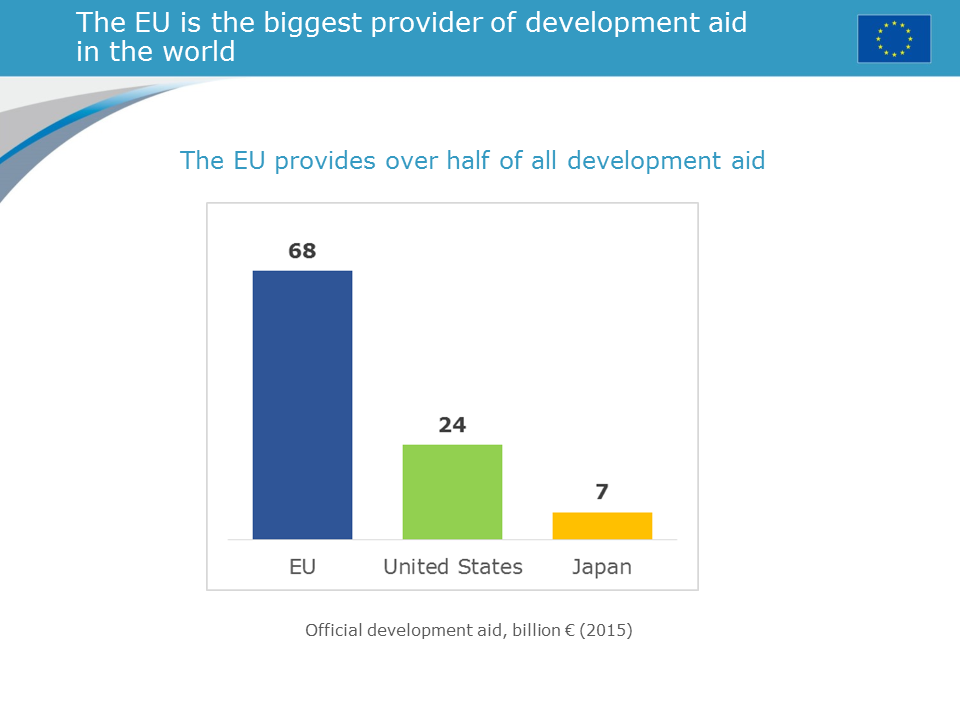 The EU is the biggest provider of development aid
in the world
The EU provides over half of all development aid
68
24
7
EU United States Japan
Official development aid, billion € (2015)